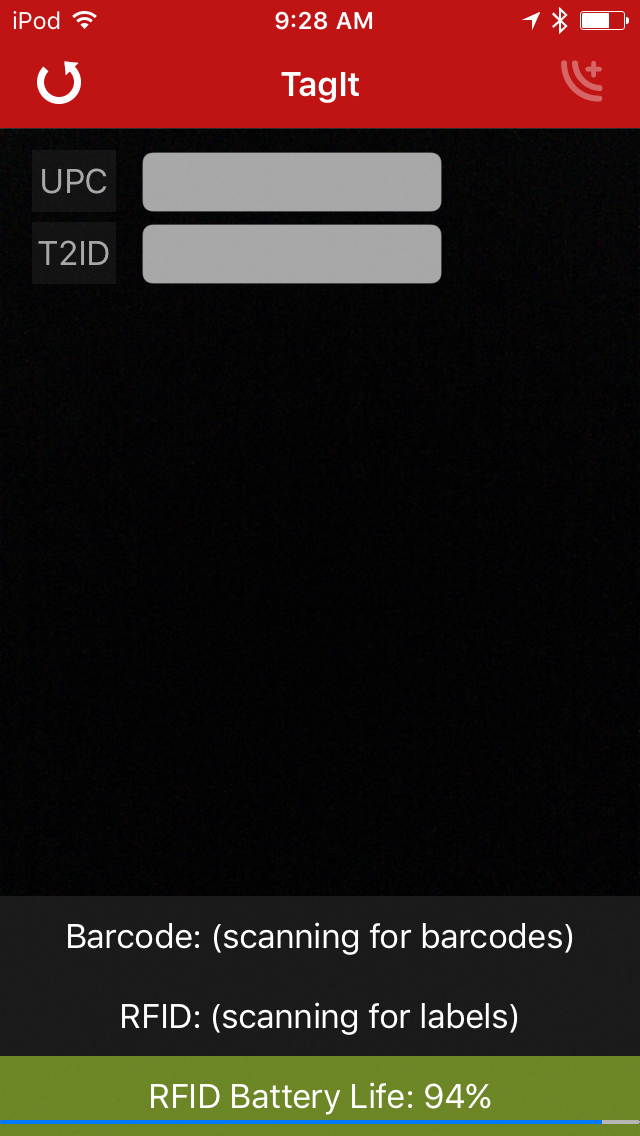 iPod 9:28 AM
TagIt
UPC
T2ID
Barcode: (scanning for barcodes)
RFID: (scanning for labels)
RFID Battery Life: 94%